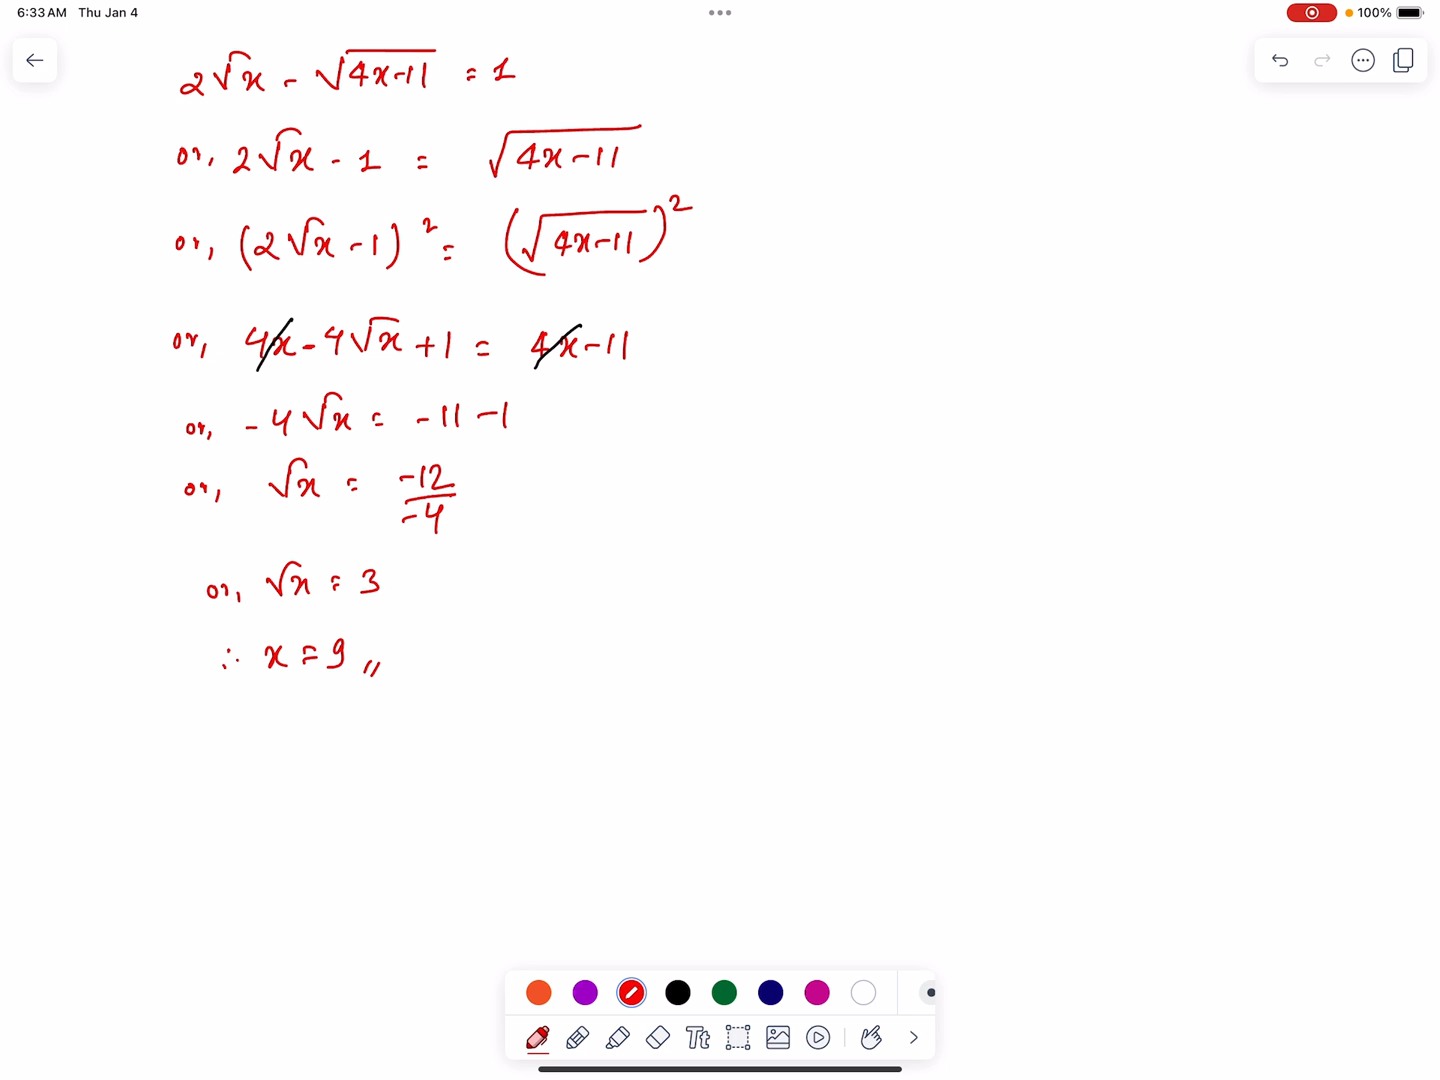 6:33 AM Thu Jan 4
100%
2√x - √(4x-11) = 1
or, 2√x - 1 = √(4x-11)
or, (2√x - 1)² = (√(4x-11))²
or, 4x - 4√x + 1 = 4x - 11
or, -4√x = -11 -1
or, √x = -12/-4
or, √x = 3
∴ x = 9 //
Tt